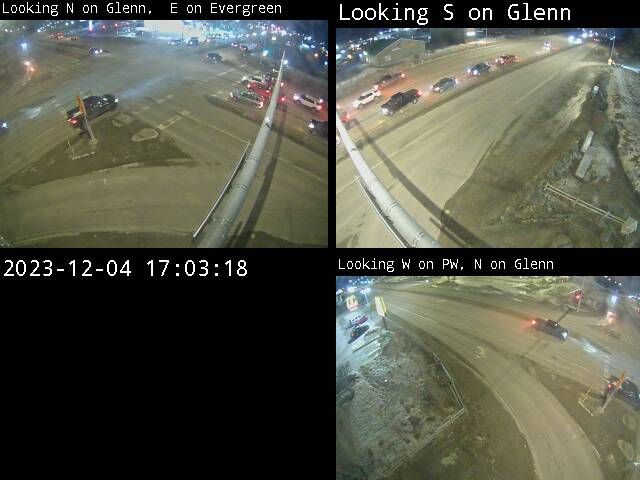 Looking N on Glenn, E on Evergreen
Looking S on Glenn
2023-12-04 17:03:18
Looking W on PW, N on Glenn